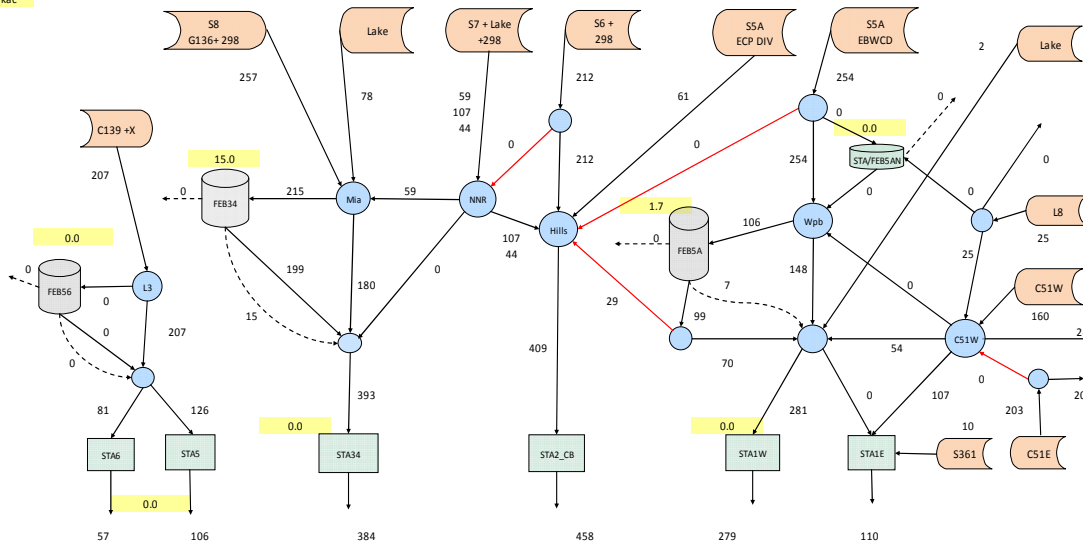 kac
S8
G136+ 298
Lake
S7 + Lake
+298
S6 +
298
S5A
ECP DIV
S5A
EBWCD
Lake
2
257
78
59
107
44
212
61
254
0
0
0.0
C139 +X
0
212
0
254
STA/FEB5AN
0
207
15.0
0
FEB34
215
Mia
59
NNR
107
44
Hills
1.7
0
FEB5A
106
Wpb
0
0
L8
25
25
0.0
0
FEB56
L3
0
199
180
0
148
0
C51W
160
0
207
15
29
7
99
0
409
70
54
C51W
2
0
203
20
81
126
393
281
0
107
10
0.0
0.0
STA6
STA5
STA34
STA2_CB
STA1W
STA1E
S361
C51E
0.0
57
106
384
458
279
110